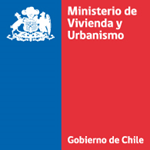 Ministerio de
Vivienda y
Urbanismo
Gobierno de Chile